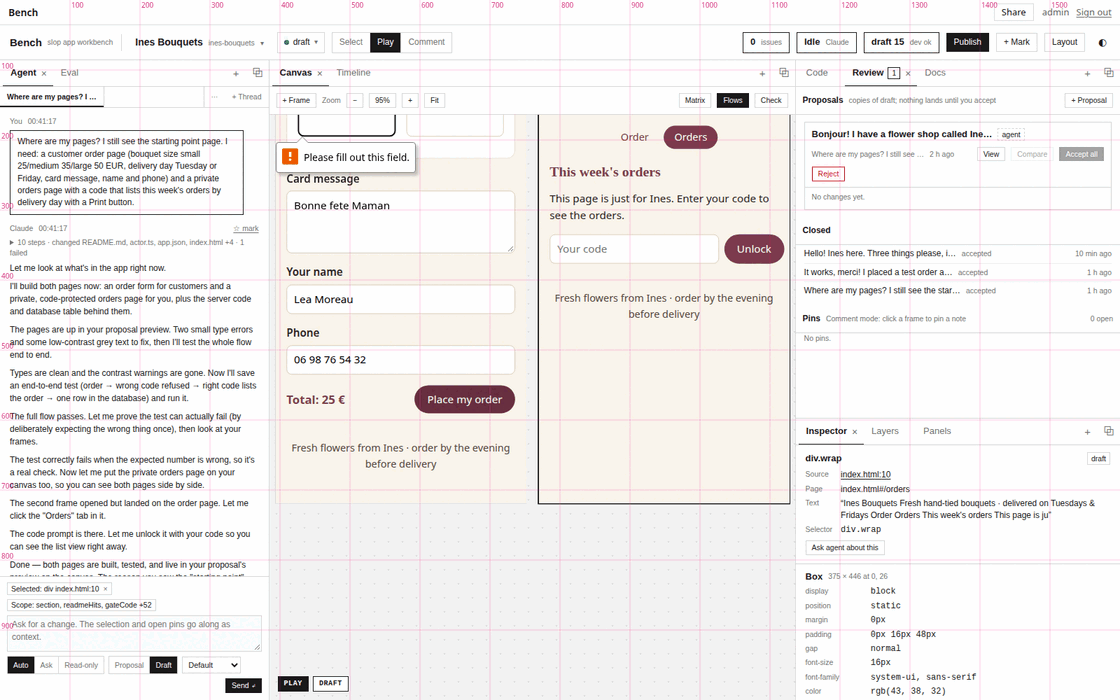 Bench
Share
admin
Sign out
Bench
slop app workbench
Ines Bouquets
ines-bouquets
draft
Select
Play
Comment
0 issues
Idle Claude
draft 15 dev ok
Publish
+ Mark
Layout
Agent ×
Eval
Canvas ×
Timeline
Code
Review 1 ×
Docs
Where are my pages? I ...
···
+ Thread
+ Frame
Zoom
−
95%
+
Fit
Matrix
Flows
Check
You 00:41:17
Where are my pages? I still see the starting point page. I
need: a customer order page (bouquet size small
25/medium 35/large 50 EUR, delivery day Tuesday or
Friday, card message, name and phone) and a private
orders page with a code that lists this week's orders by
delivery day with a Print button.
Claude 00:41:17
☆ mark
▶ 10 steps · changed README.md, actor.ts, app.json, index.html +4 · 1
failed
Let me look at what's in the app right now.
I'll build both pages now: an order form for customers and a
private, code-protected orders page for you, plus the server code
and database table behind them.
The pages are up in your proposal preview. Two small type errors
and some low-contrast grey text to fix, then I'll test the whole flow
end to end.
Types are clean and the contrast warnings are gone. Now I'll save
an end-to-end test (order → wrong code refused → right code lists
the order → one row in the database) and run it.
The full flow passes. Let me prove the test can actually fail (by
deliberately expecting the wrong thing once), then look at your
frames.
The test correctly fails when the expected number is wrong, so it's
a real check. Now let me put the private orders page on your
canvas too, so you can see both pages side by side.
The second frame opened but landed on the order page. Let me
click the "Orders" tab in it.
The code prompt is there. Let me unlock it with your code so you
can see the list view right away.
Done — both pages are built, tested, and live in your proposal's
Selected: div index.html:10 ×
Scope: section, readmeHits, gateCode +52
Ask for a change. The selection and open pins go along as
context.
Auto
Ask
Read-only
Proposal
Draft
Default
Send
Please fill out this field.
Card message
Bonne fete Maman
Your name
Lea Moreau
Phone
06 98 76 54 32
Total: 25 €
Place my order
Fresh flowers from Ines · order by the evening
before delivery
Order
Orders
This week's orders
This page is just for Ines. Enter your code to
see the orders.
Your code
Unlock
Fresh flowers from Ines · order by the evening
before delivery
PLAY
DRAFT
Proposals
copies of draft; nothing lands until you accept
+ Proposal
Bonjour! I have a flower shop called Ine...
agent
Where are my pages? I still see ...
2 h ago
View
Compare
Accept all
Reject
No changes yet.
Closed
Hello! Ines here. Three things please, i... accepted 10 min ago
It works, merci! I placed a test order a... accepted 1 h ago
Where are my pages? I still see the star... accepted 1 h ago
Pins
Comment mode: click a frame to pin a note
0 open
No pins.
Inspector ×
Layers
Panels
div.wrap
draft
Source index.html:10
Page index.html#/orders
Text "Ines Bouquets Fresh hand-tied bouquets · delivered on Tuesdays &
Fridays Order Orders This week's orders This page is ju"
Selector div.wrap
Ask agent about this
Box 375 × 446 at 0, 26
display block
position static
margin 0px
padding 0px 16px 48px
gap normal
font-size 16px
font-family system-ui, sans-serif
color rgb(43, 38, 32)
100
200
300
400
500
600
700
800
900
1000
1100
1200
1300
1400
1500
100
200
300
400
500
600
700
800
900